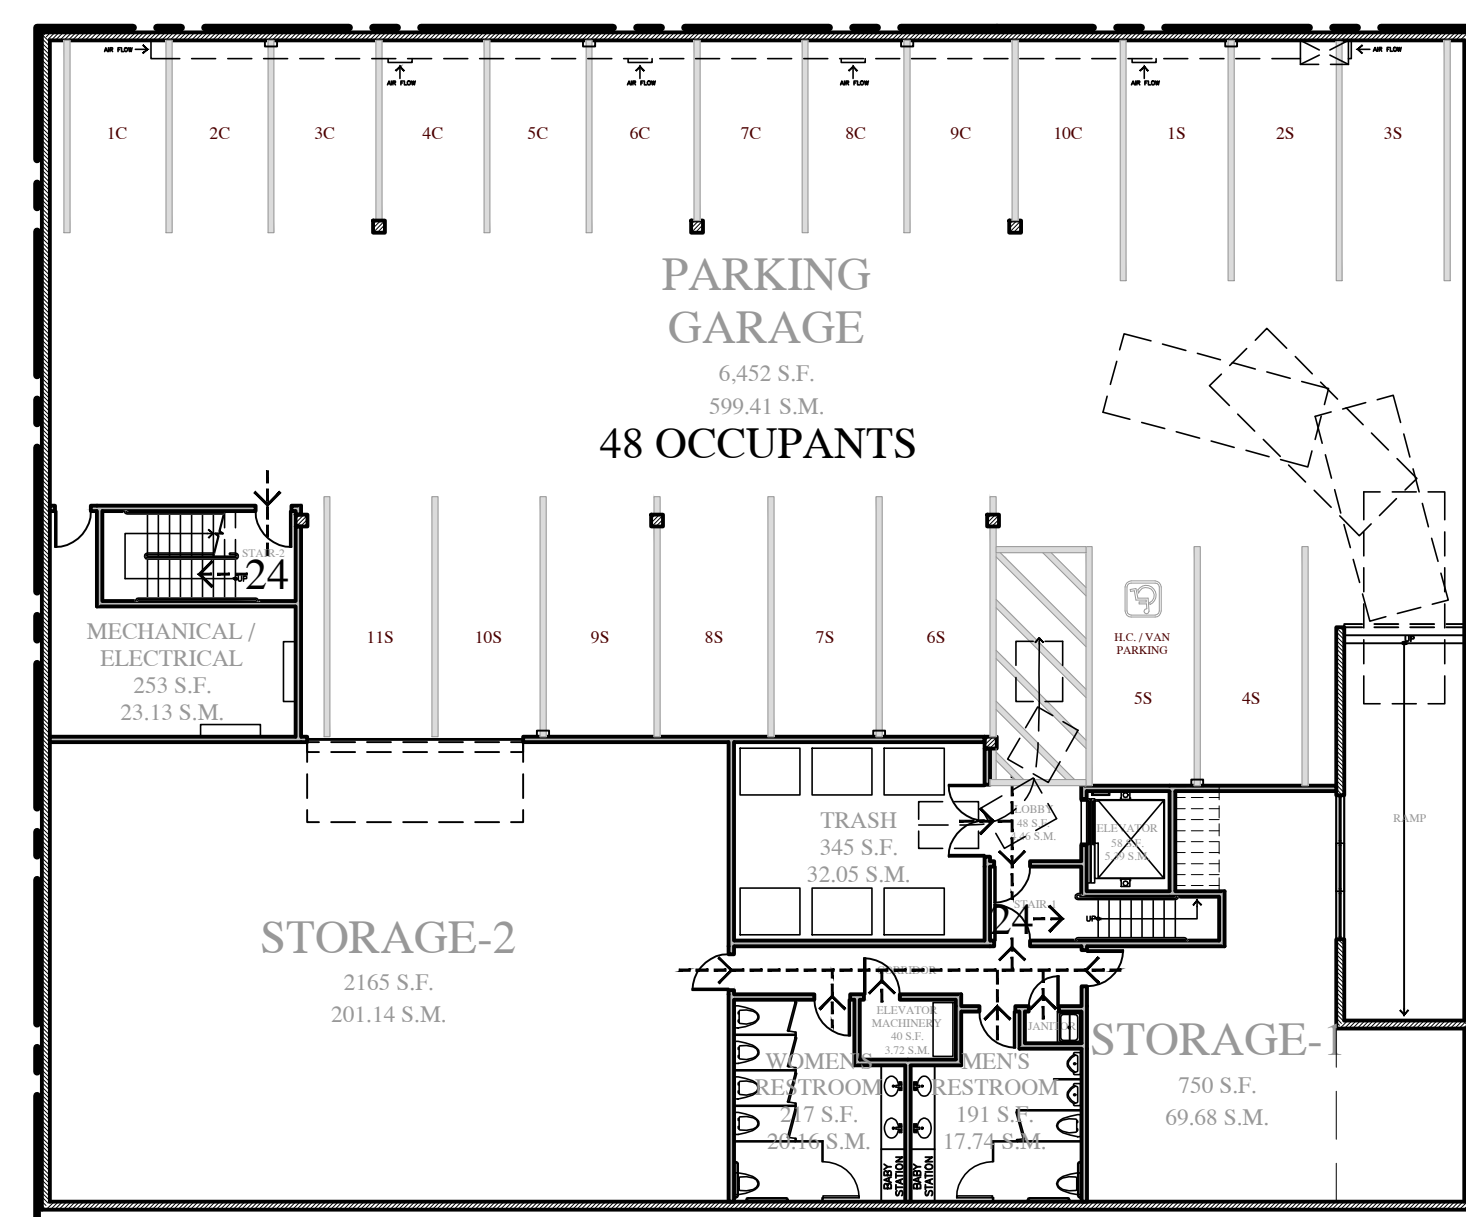 AIR FLOW
AIR FLOW
AIR FLOW
AIR FLOW
AIR FLOW
AIR FLOW
1C
2C
3C
4C
5C
6C
7C
8C
9C
10C
1S
2S
3S
PARKING
GARAGE
6,452 S.F.
599.41 S.M.
48 OCCUPANTS
STAIR-2
UP
24
MECHANICAL /
ELECTRICAL
253 S.F.
23.13 S.M.
11S
10S
9S
8S
7S
6S
H.C. / VAN
PARKING
5S
4S
UP
RAMP
TRASH
345 S.F.
32.05 S.M.
LOBBY
48 S.F.
S.M.
ELEVATOR
58 S.F.
5.39 S.M.
STAIR-1
24
UP
STORAGE-2
2165 S.F.
201.14 S.M.
CORRIDOR
ELEVATOR
MACHINERY
40 S.F.
3.72 S.M.
JANITOR
WOMEN'S
RESTROOM
217 S.F.
20.16 S.M.
MEN'S
RESTROOM
191 S.F.
17.74 S.M.
BABY
STATION
BABY
STATION
STORAGE-1
750 S.F.
69.68 S.M.